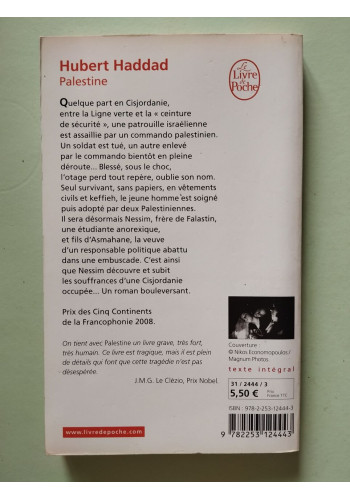 Hubert Haddad
Palestine
Le
Livre
de
Poche
Quelque part en Cisjordanie,
entre la Ligne verte et la « ceinture
de sécurité », une patrouille israélienne
est assaillie par un commando palestinien.
Un soldat est tué, un autre enlevé
par le commando bientôt en pleine
déroute... Blessé, sous le choc,
l'otage perd tout repère, oublie son nom.
Seul survivant, sans papiers, en vêtements
civils et keffieh, le jeune homme est soigné
puis adopté par deux Palestiniennes.
Il sera désormais Nessim, frère de Falastìn,
une étudiante anorexique,
et fils d'Asmahane, la veuve
d'un responsable politique abattu
dans une embuscade. C'est ainsi
que Nessim découvre et subit
les souffrances d'une Cisjordanie
occupée... Un roman bouleversant.
Prix des Cinq Continents
de la Francophonie 2008.
On tient avec Palestine un livre grave, très fort,
très humain. Ce livre est tragique, mais il est plein
de détails qui font que cette tragédie n'est pas
désespérée.
J.M.G. Le Clézio, Prix Nobel.
Couverture :
© Nikos Economopoulos /
Magnum Photos.
texte intégral
31 / 2444 / 3
5,50 €
Prix
France TTC
ISBN : 978-2-253-12444-3
9 782253 124443
www.livredepoche.com